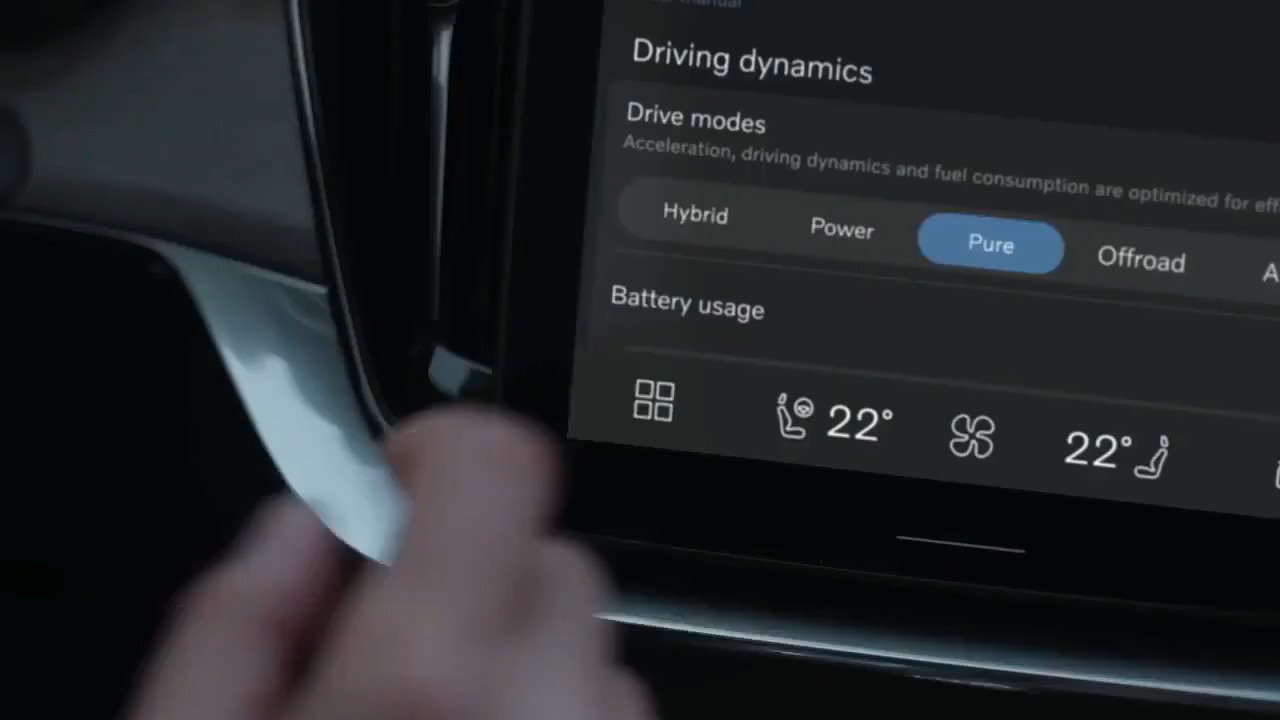 manual
Driving dynamics
Drive modes
Acceleration, driving dynamics and fuel consumption are optimized for
Hybrid Power Pure Offroad
Battery usage
22° 22°